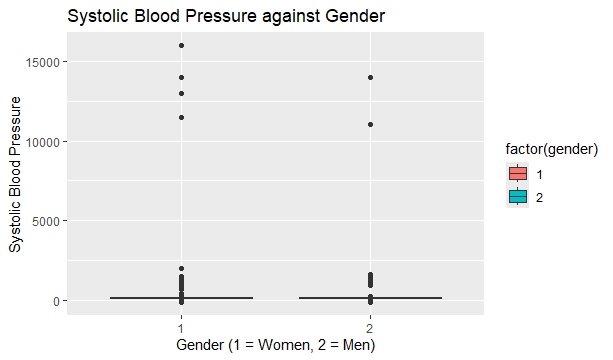 Systolic Blood Pressure against Gender
15000
10000
5000
0
Systolic Blood Pressure
1
2
Gender (1 = Women, 2 = Men)
factor(gender)
1
2